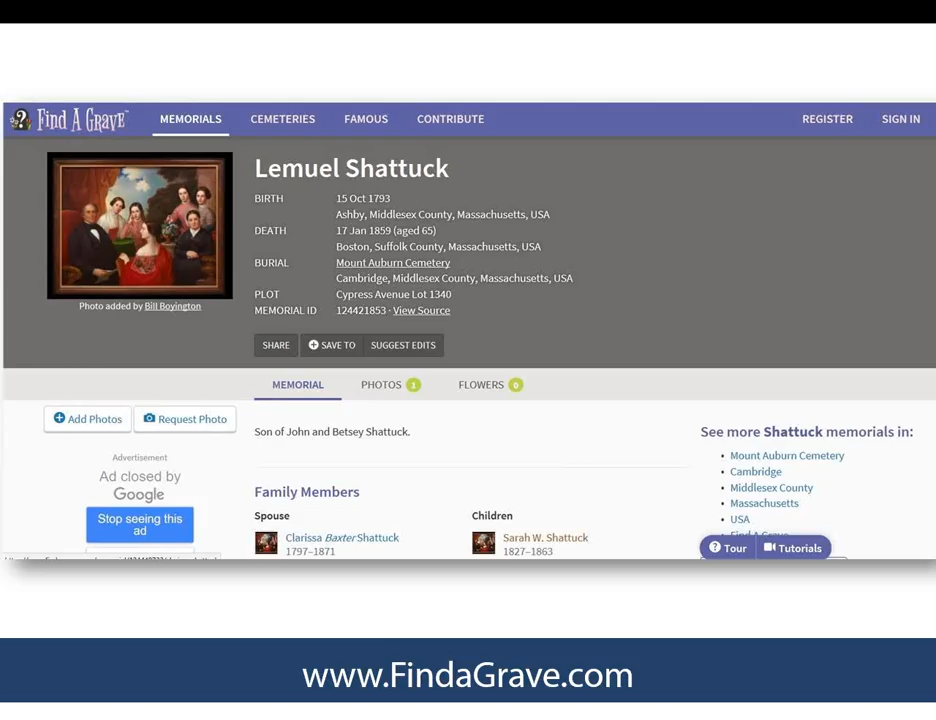 Find A Grave™ MEMORIALS CEMETERIES FAMOUS CONTRIBUTE REGISTER SIGN IN
Lemuel Shattuck
BIRTH 15 Oct 1793
Ashby, Middlesex County, Massachusetts, USA
DEATH 17 Jan 1859 (aged 65)
Boston, Suffolk County, Massachusetts, USA
BURIAL Mount Auburn Cemetery
Cambridge, Middlesex County, Massachusetts, USA
PLOT Cypress Avenue Lot 1340
MEMORIAL ID 124421853 · View Source
Photo added by Bill Boyington
SHARE SAVE TO SUGGEST EDITS
MEMORIAL PHOTOS 1 FLOWERS 0
Add Photos Request Photo
Advertisement
Ad closed by
Google
Stop seeing this
ad
Son of John and Betsey Shattuck.
Family Members
Spouse
Clarissa Baxter Shattuck
1797–1871
Children
Sarah W. Shattuck
1827–1863
See more Shattuck memorials in:
• Mount Auburn Cemetery
• Cambridge
• Middlesex County
• Massachusetts
• USA
• Find A Grave
? Tour Tutorials
www.FindaGrave.com